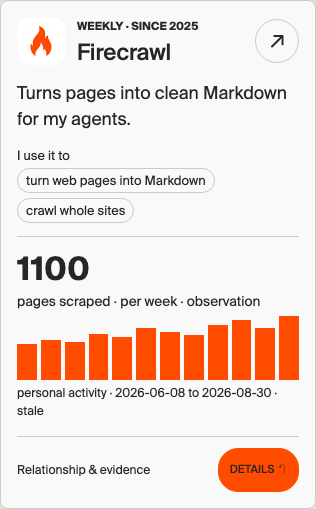 WEEKLY · SINCE 2025
Firecrawl
Turns pages into clean Markdown
for my agents.
I use it to
turn web pages into Markdown
crawl whole sites
1100
pages scraped · per week · observation
personal activity · 2026-06-08 to 2026-08-30 ·
stale
Relationship & evidence
DETAILS